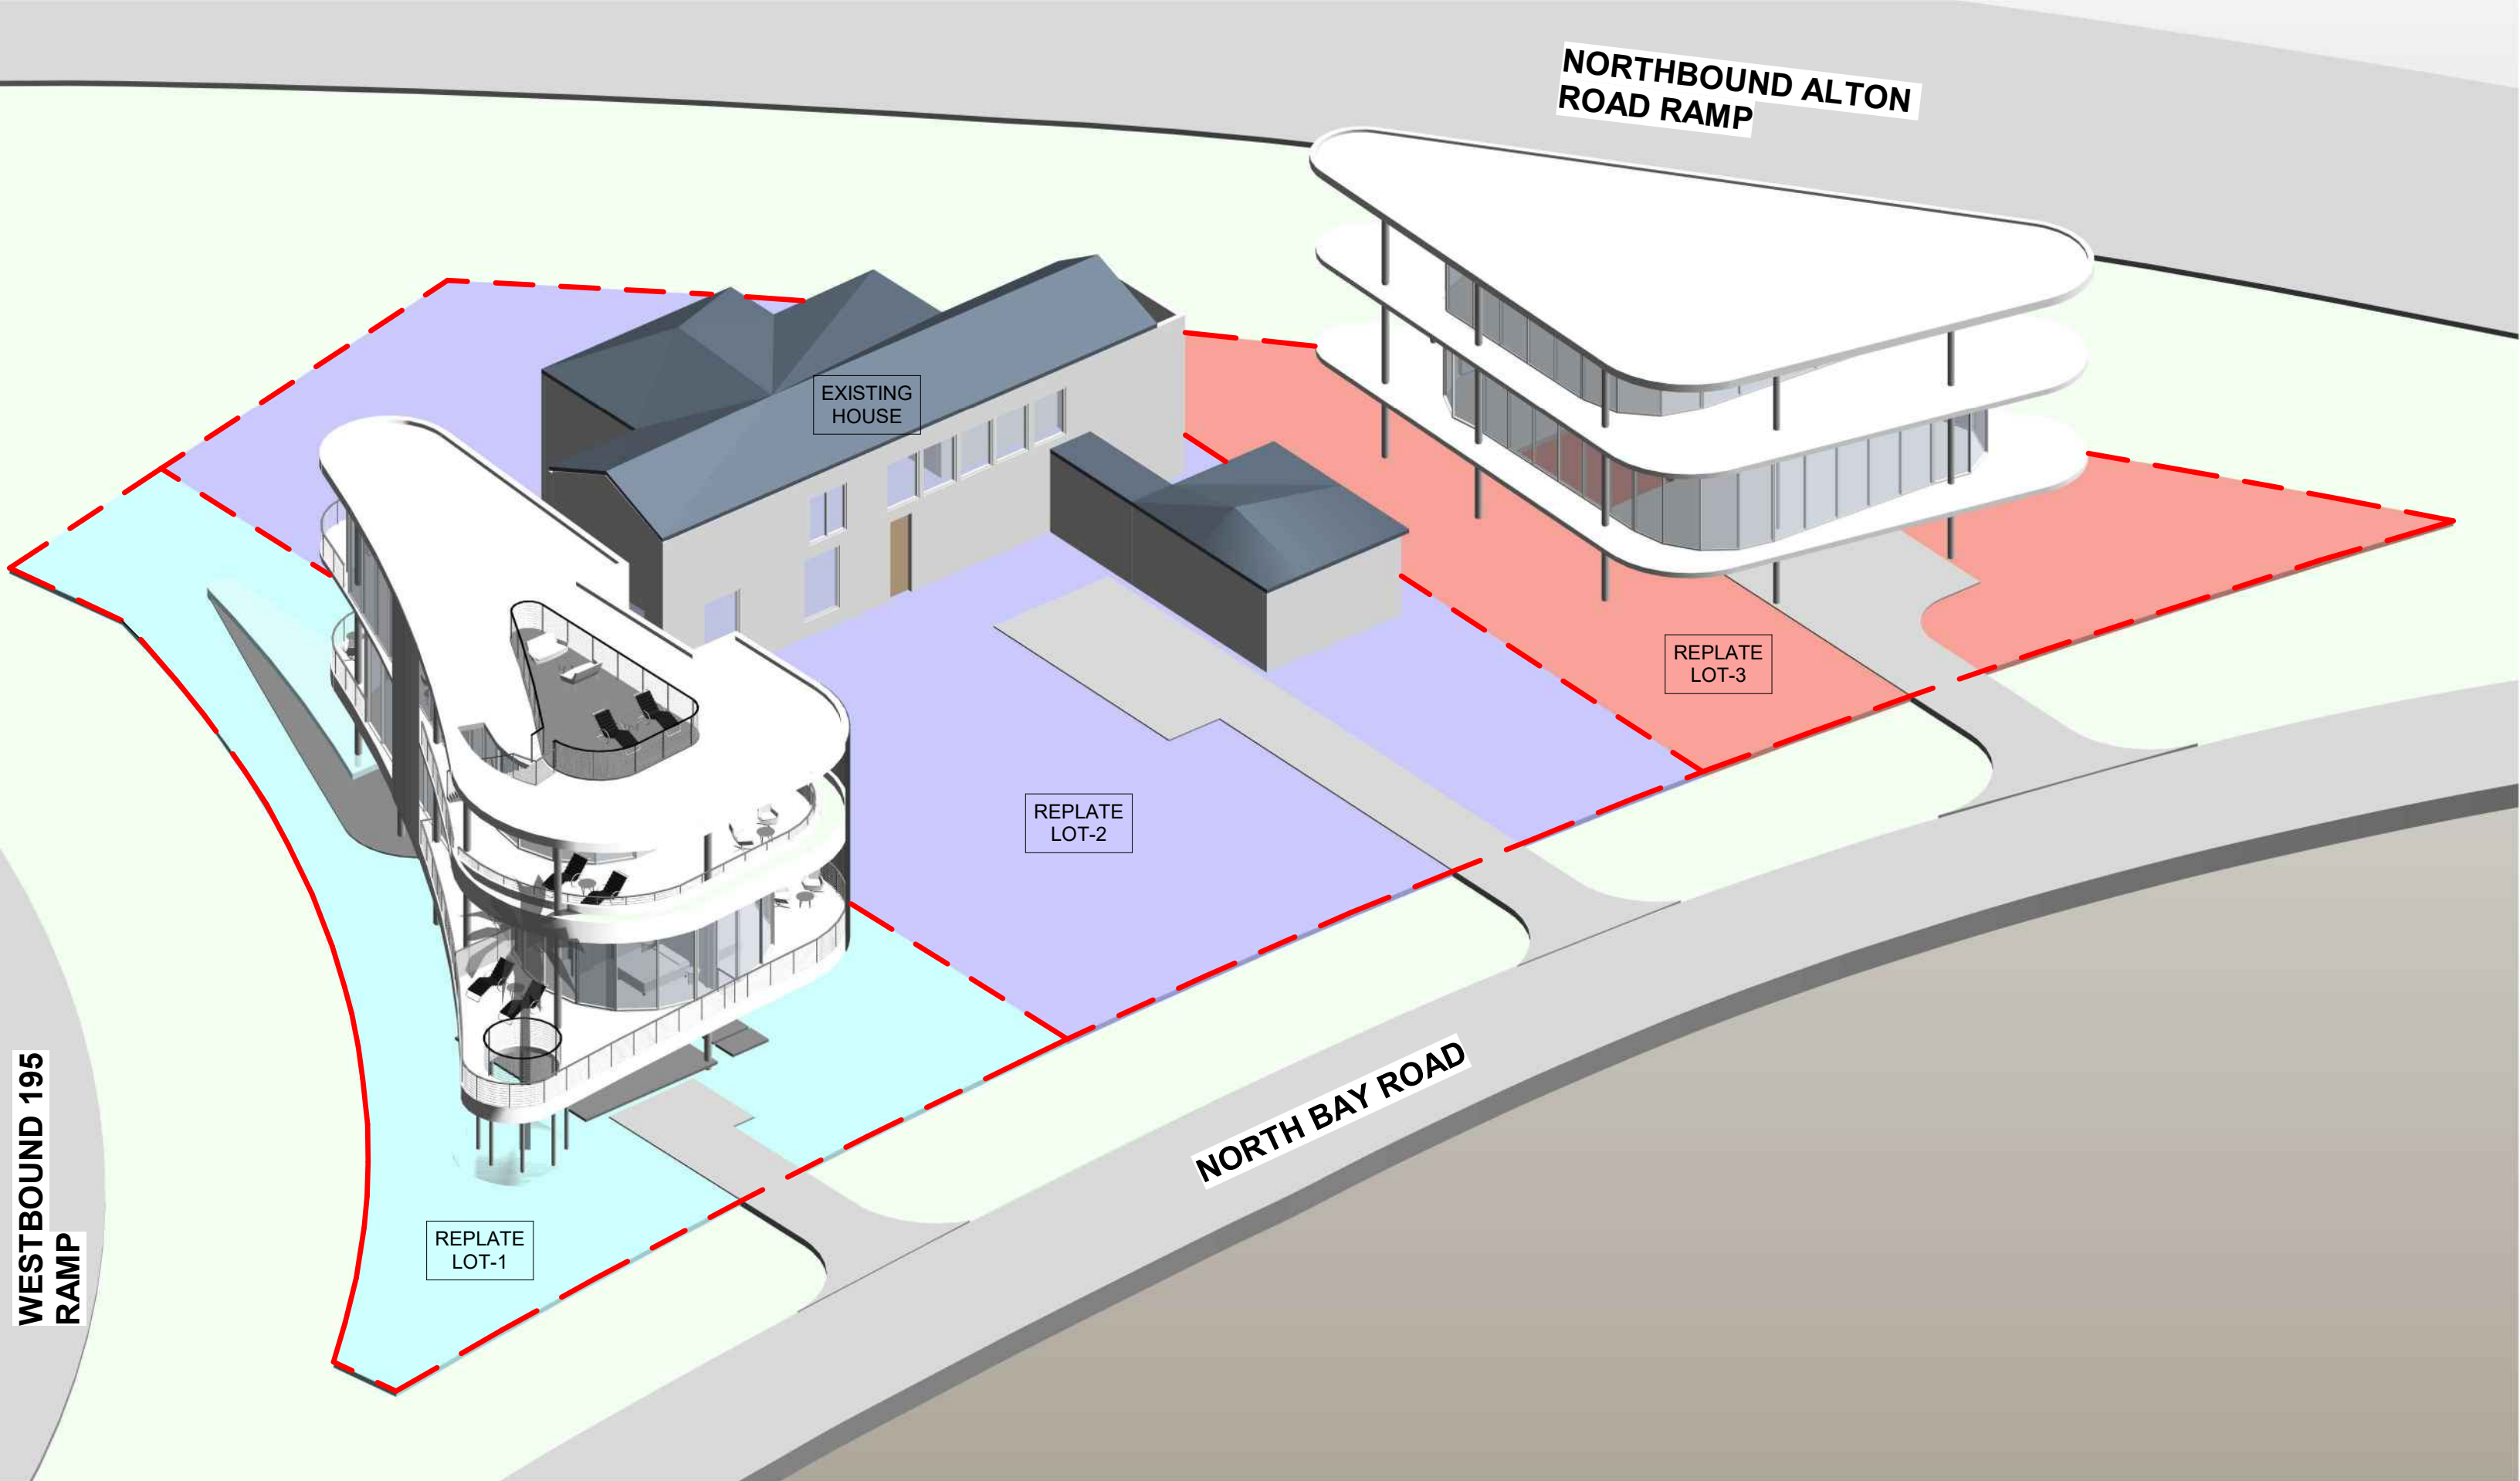 NORTHBOUND ALTON
ROAD RAMP
EXISTING
HOUSE
REPLATE
LOT-3
REPLATE
LOT-2
NORTH BAY ROAD
WESTBOUND 195
RAMP
REPLATE
LOT-1